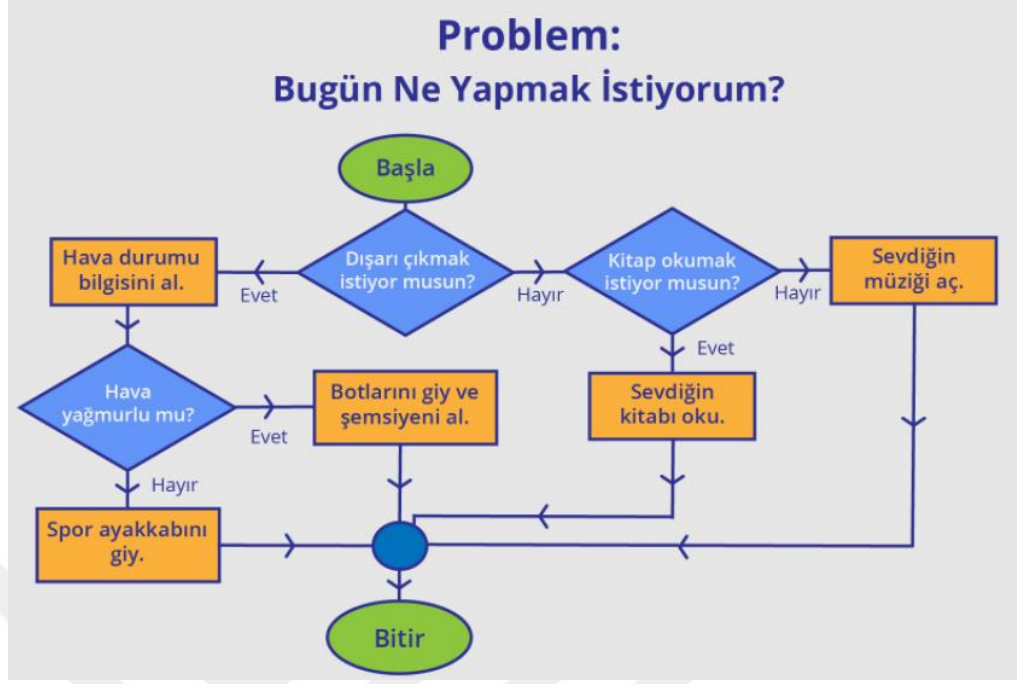 Problem:
Bugün Ne Yapmak İstiyorum?
Başla
Dışarı çıkmak
istiyor musun?
Evet
Hayır
Hava durumu
bilgisini al.
Kitap okumak
istiyor musun?
Hayır
Evet
Sevdiğin
müziği aç.
Hava
yağmurlu mu?
Evet
Hayır
Botlarını giy ve
şemsiyeni al.
Sevdiğin
kitabı oku.
Spor ayakkabını
giy.
Bitir